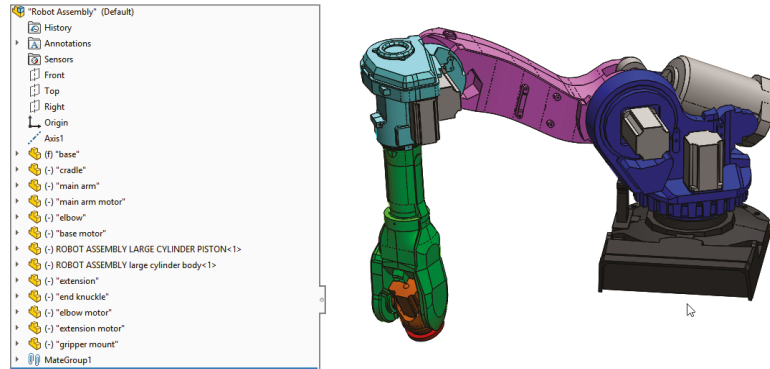 "Robot Assembly" (Default)
History
Annotations
Sensors
Front
Top
Right
Origin
Axis1
(f) "base"
(-) "cradle"
(-) "main arm"
(-) "main arm motor"
(-) "elbow"
(-) "base motor"
(-) ROBOT ASSEMBLY LARGE CYLINDER PISTON<1>
(-) ROBOT ASSEMBLY large cylinder body<1>
(-) "extension"
(-) "end knuckle"
(-) "elbow motor"
(-) "extension motor"
(-) "gripper mount"
MateGroup1